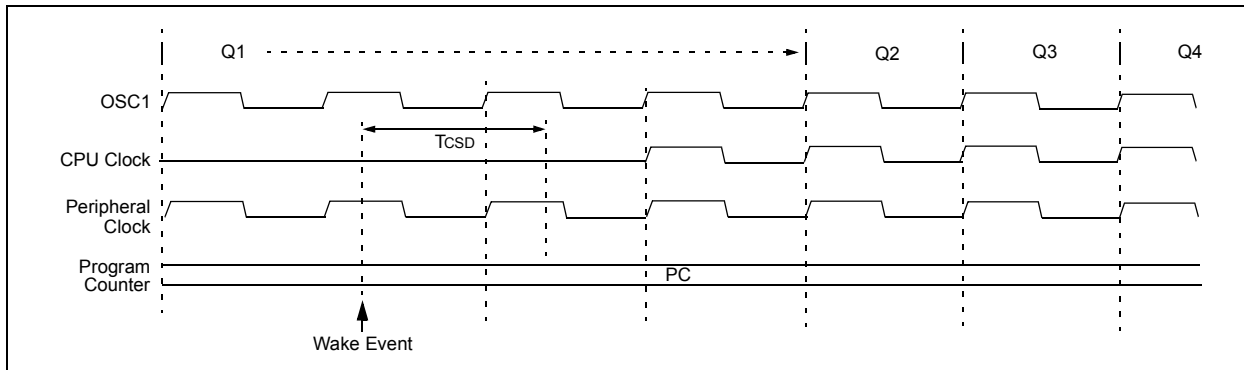 Q1
Q2
Q3
Q4
OSC1
TCSD
CPU Clock
Peripheral
Clock
Program
Counter
PC
Wake Event